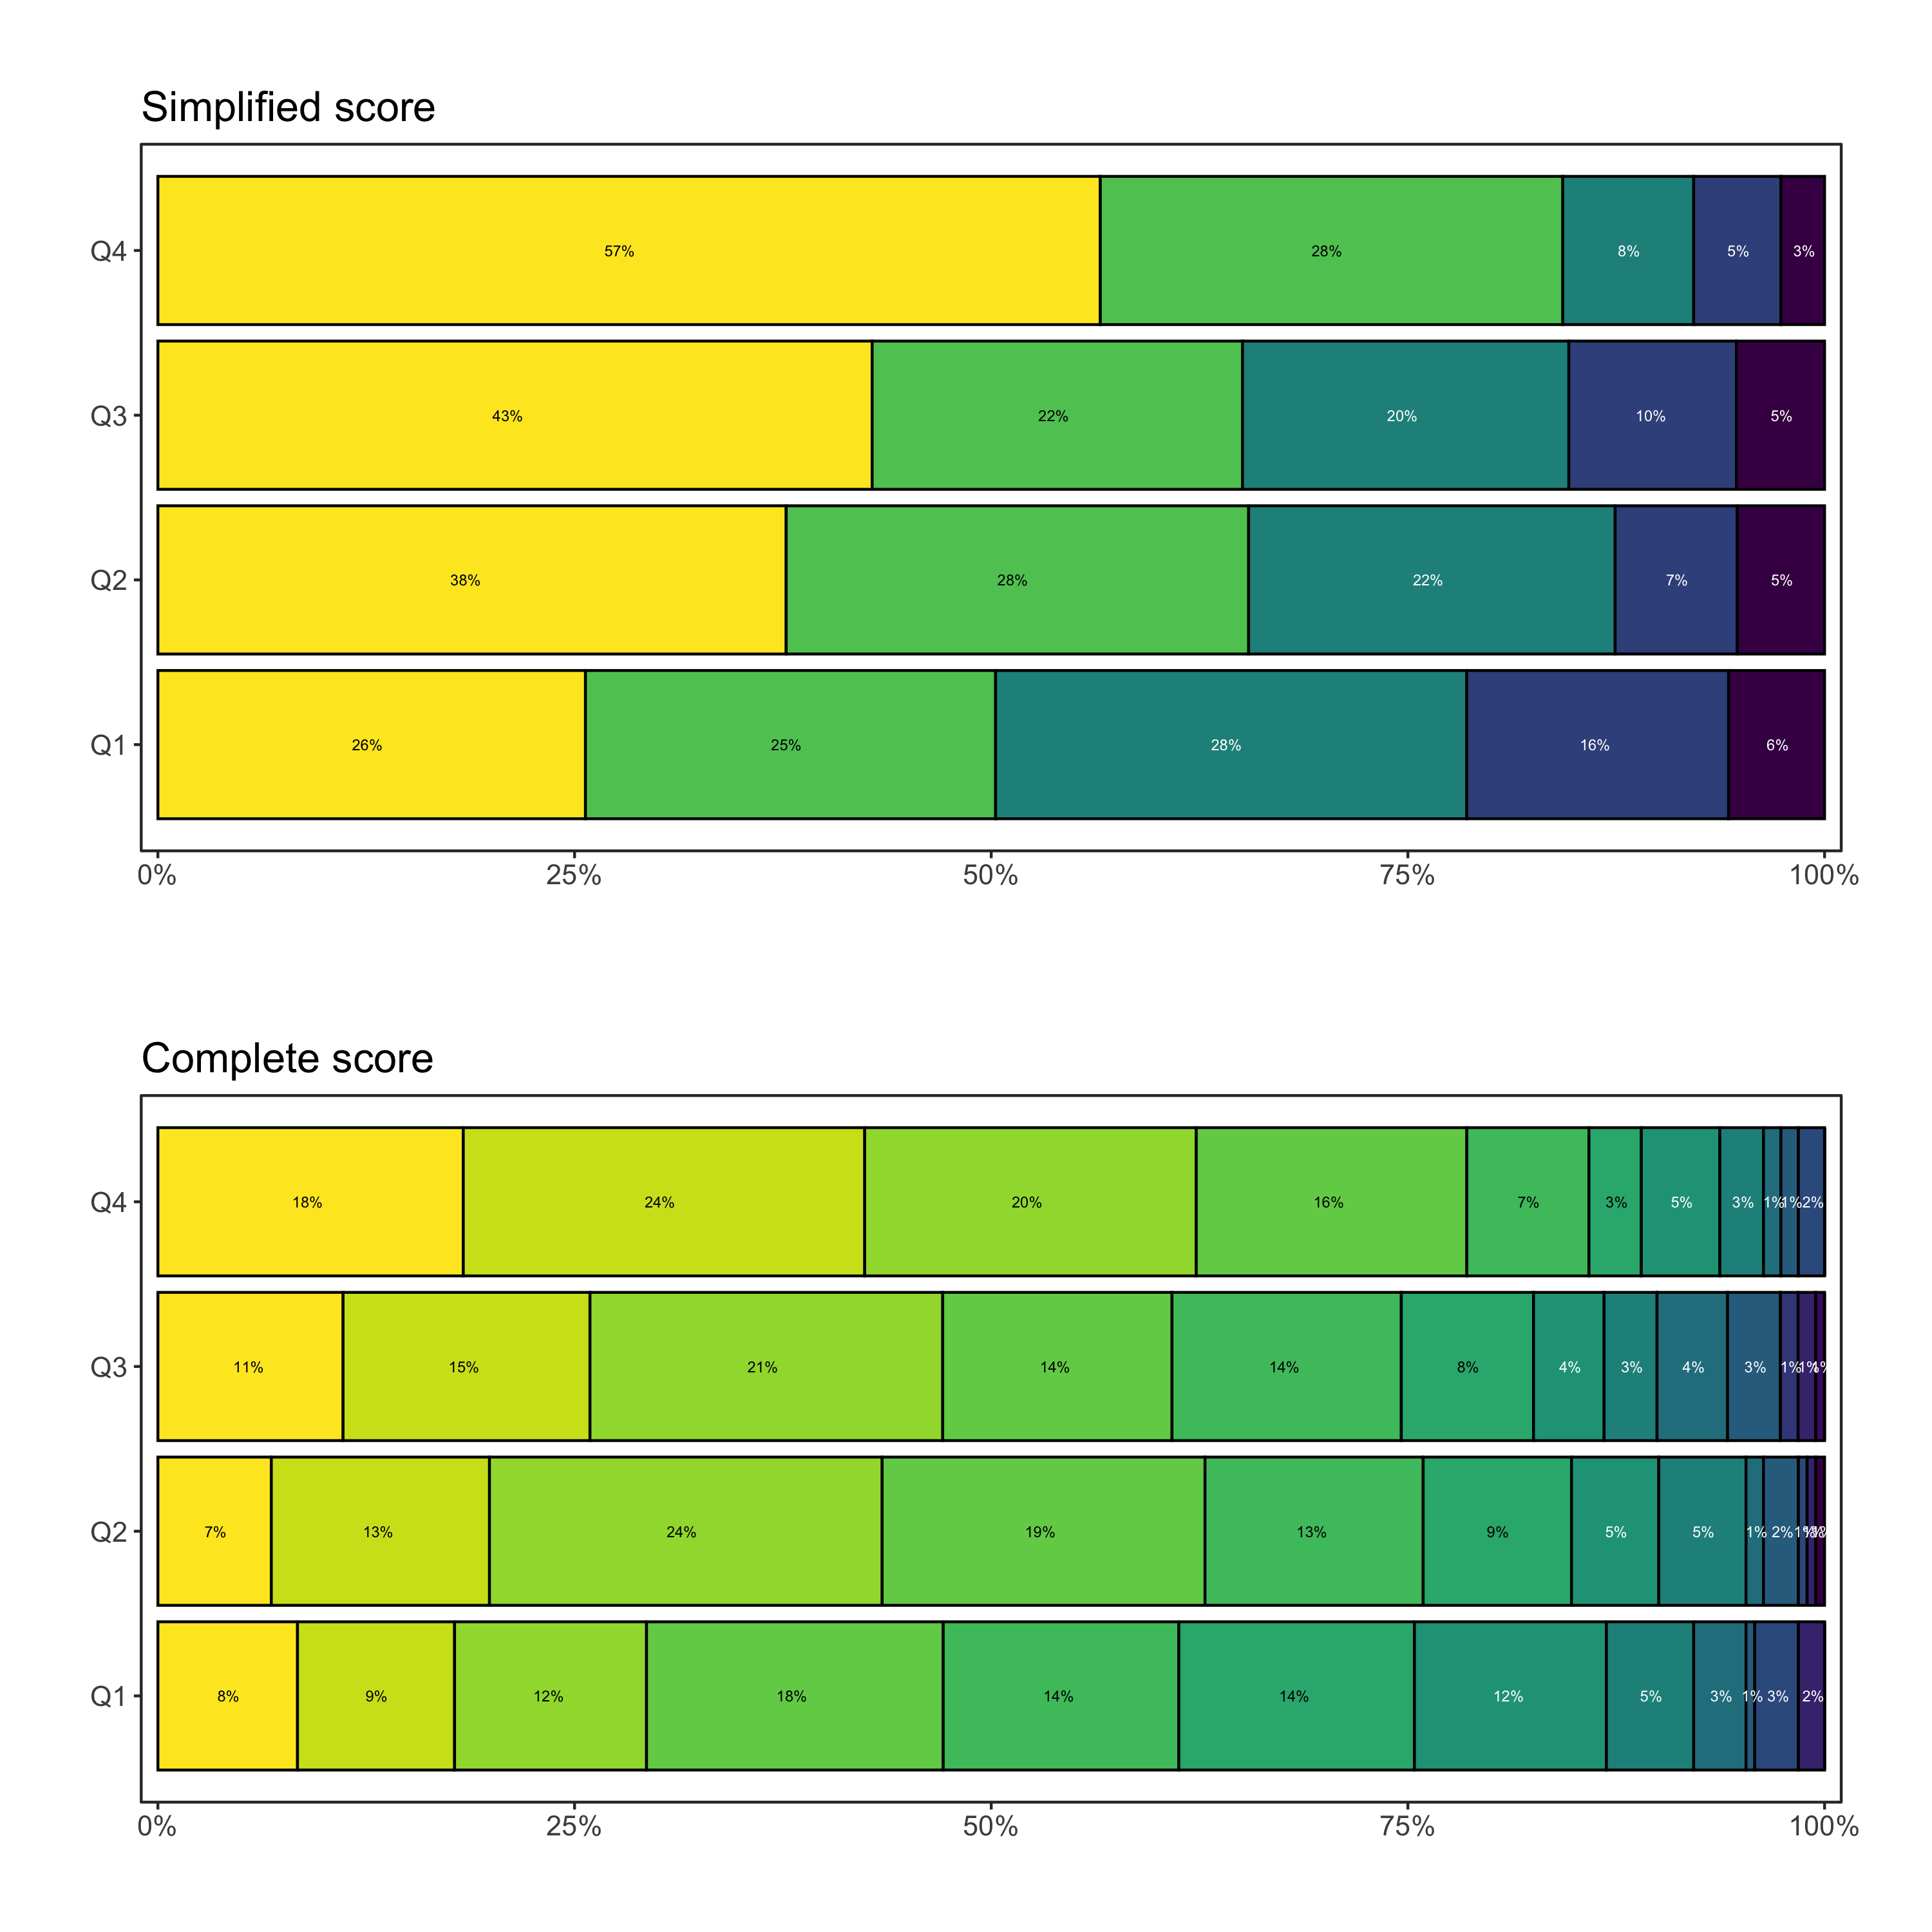 Simplified score
Q4 57% 28% 8% 5% 3%
Q3 43% 22% 20% 10% 5%
Q2 38% 28% 22% 7% 5%
Q1 26% 25% 28% 16% 6%
0% 25% 50% 75% 100%
Complete score
Q4 18% 24% 20% 16% 7% 3% 5% 3% 1% 1% 2%
Q3 11% 15% 21% 14% 14% 8% 4% 3% 4% 3% 1% 1%
Q2 7% 13% 24% 19% 13% 9% 5% 5% 1% 2% 1%
Q1 8% 9% 12% 18% 14% 14% 12% 5% 3% 1% 3% 2%
0% 25% 50% 75% 100%